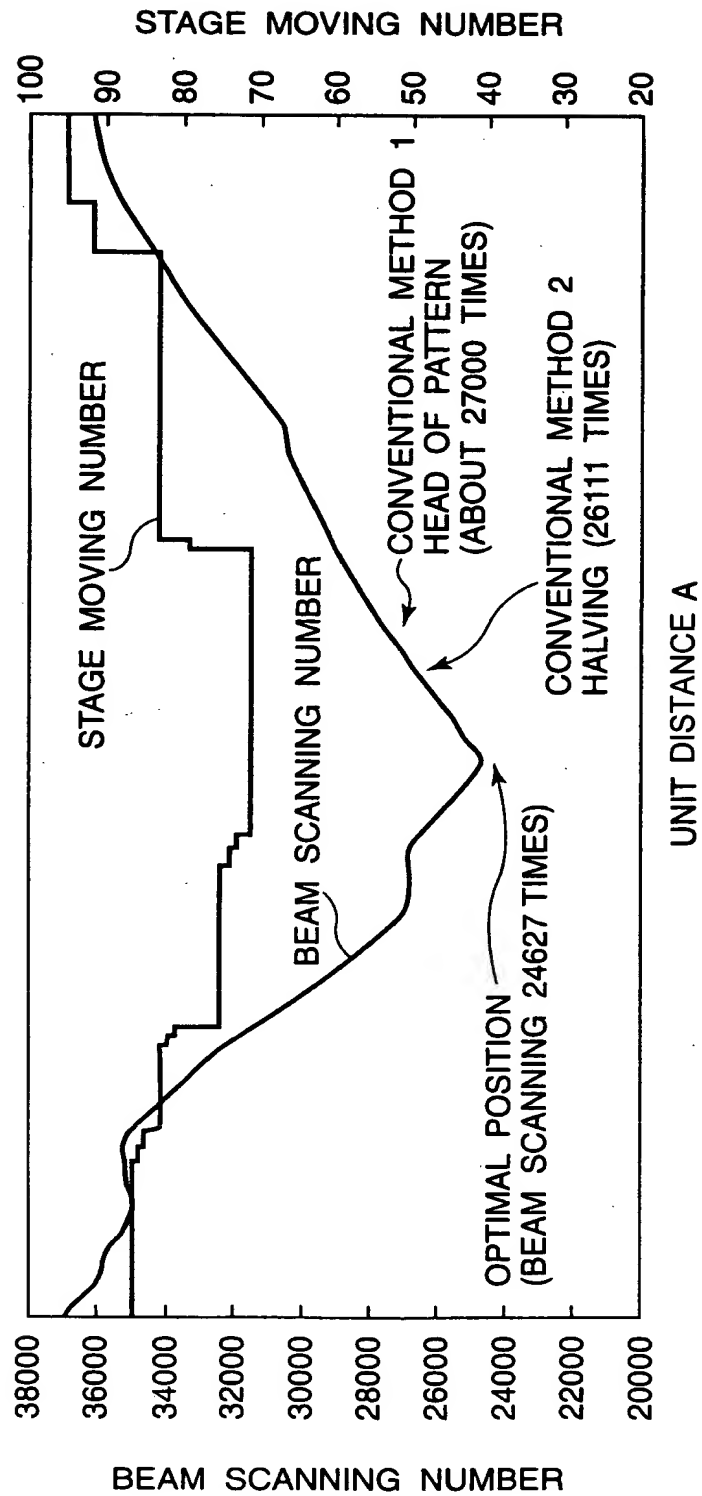 BEAM SCANNING NUMBER
38000
36000
34000
32000
30000
28000
26000
24000
22000
20000
STAGE MOVING NUMBER
100
90
80
70
60
50
40
30
20
STAGE MOVING NUMBER
BEAM SCANNING NUMBER
OPTIMAL POSITION
(BEAM SCANNING 24627 TIMES)
CONVENTIONAL METHOD 1
HEAD OF PATTERN
(ABOUT 27000 TIMES)
CONVENTIONAL METHOD 2
HALVING (26111 TIMES)
UNIT DISTANCE A